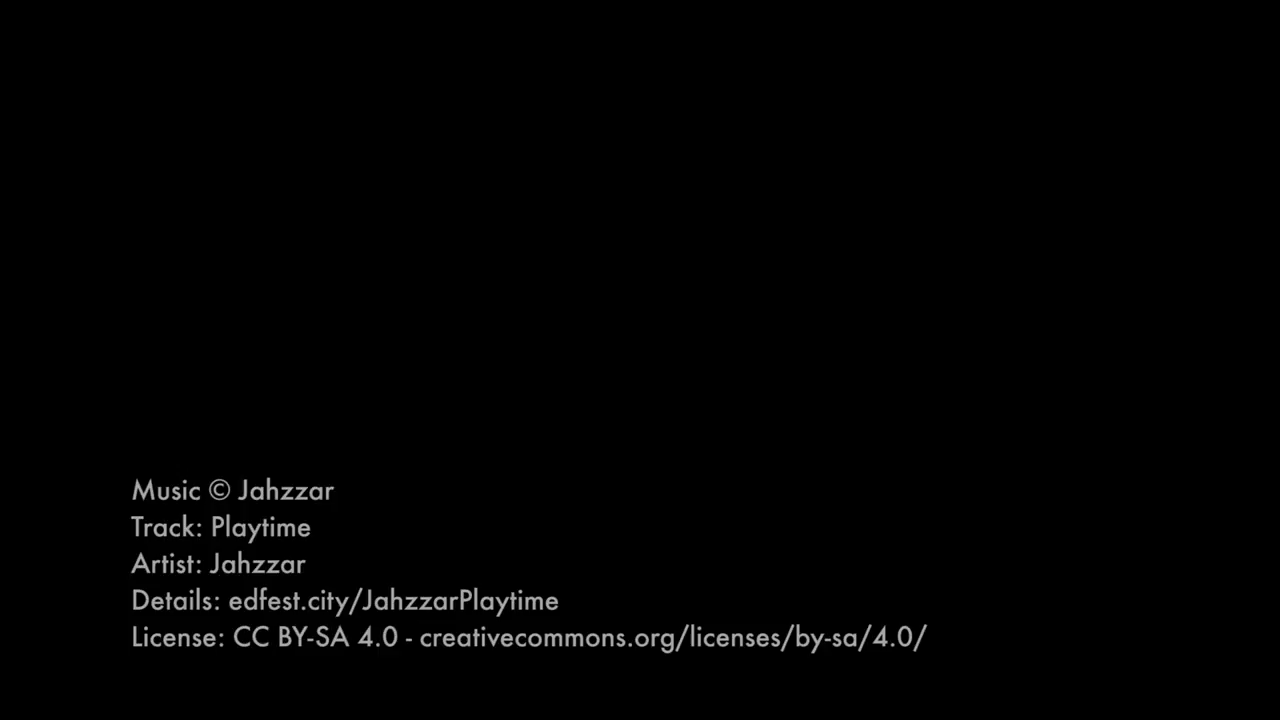 Music © Jahzzar
Track: Playtime
Artist: Jahzzar
Details: edfest.city/JahzzarPlaytime
License: CC BY-SA 4.0 - creativecommons.org/licenses/by-sa/4.0/